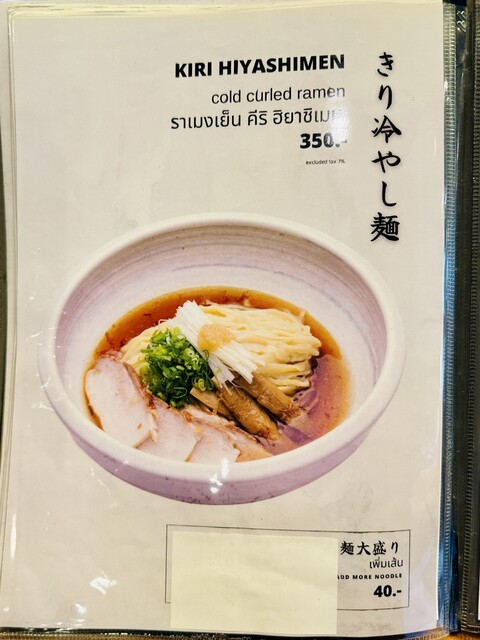 KIRI HIYASHIMEN
cold curled ramen
ราเมงเย็น คีริ ฮิยาชิเมน
350.-
excluded tax 7%
きり冷やし麺
麺大盛り
เพิ่มเส้น
ADD MORE NOODLE
40.-